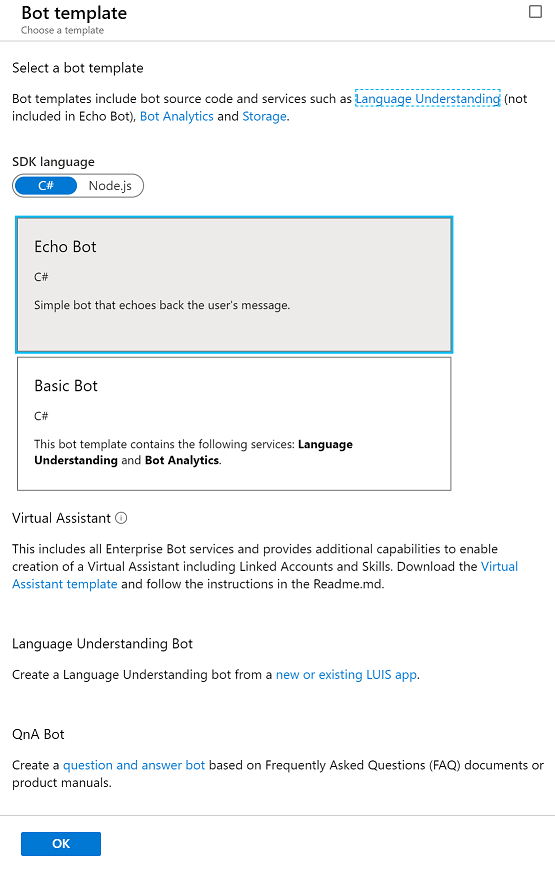 Bot template
Choose a template
Select a bot template
Bot templates include bot source code and services such as Language Understanding (not
included in Echo Bot), Bot Analytics and Storage.
SDK language
C# Node.js
Echo Bot
C#
Simple bot that echoes back the user's message.
Basic Bot
C#
This bot template contains the following services: Language
Understanding and Bot Analytics.
Virtual Assistant
This includes all Enterprise Bot services and provides additional capabilities to enable
creation of a Virtual Assistant including Linked Accounts and Skills. Download the Virtual
Assistant template and follow the instructions in the Readme.md.
Language Understanding Bot
Create a Language Understanding bot from a new or existing LUIS app.
QnA Bot
Create a question and answer bot based on Frequently Asked Questions (FAQ) documents or
product manuals.
OK